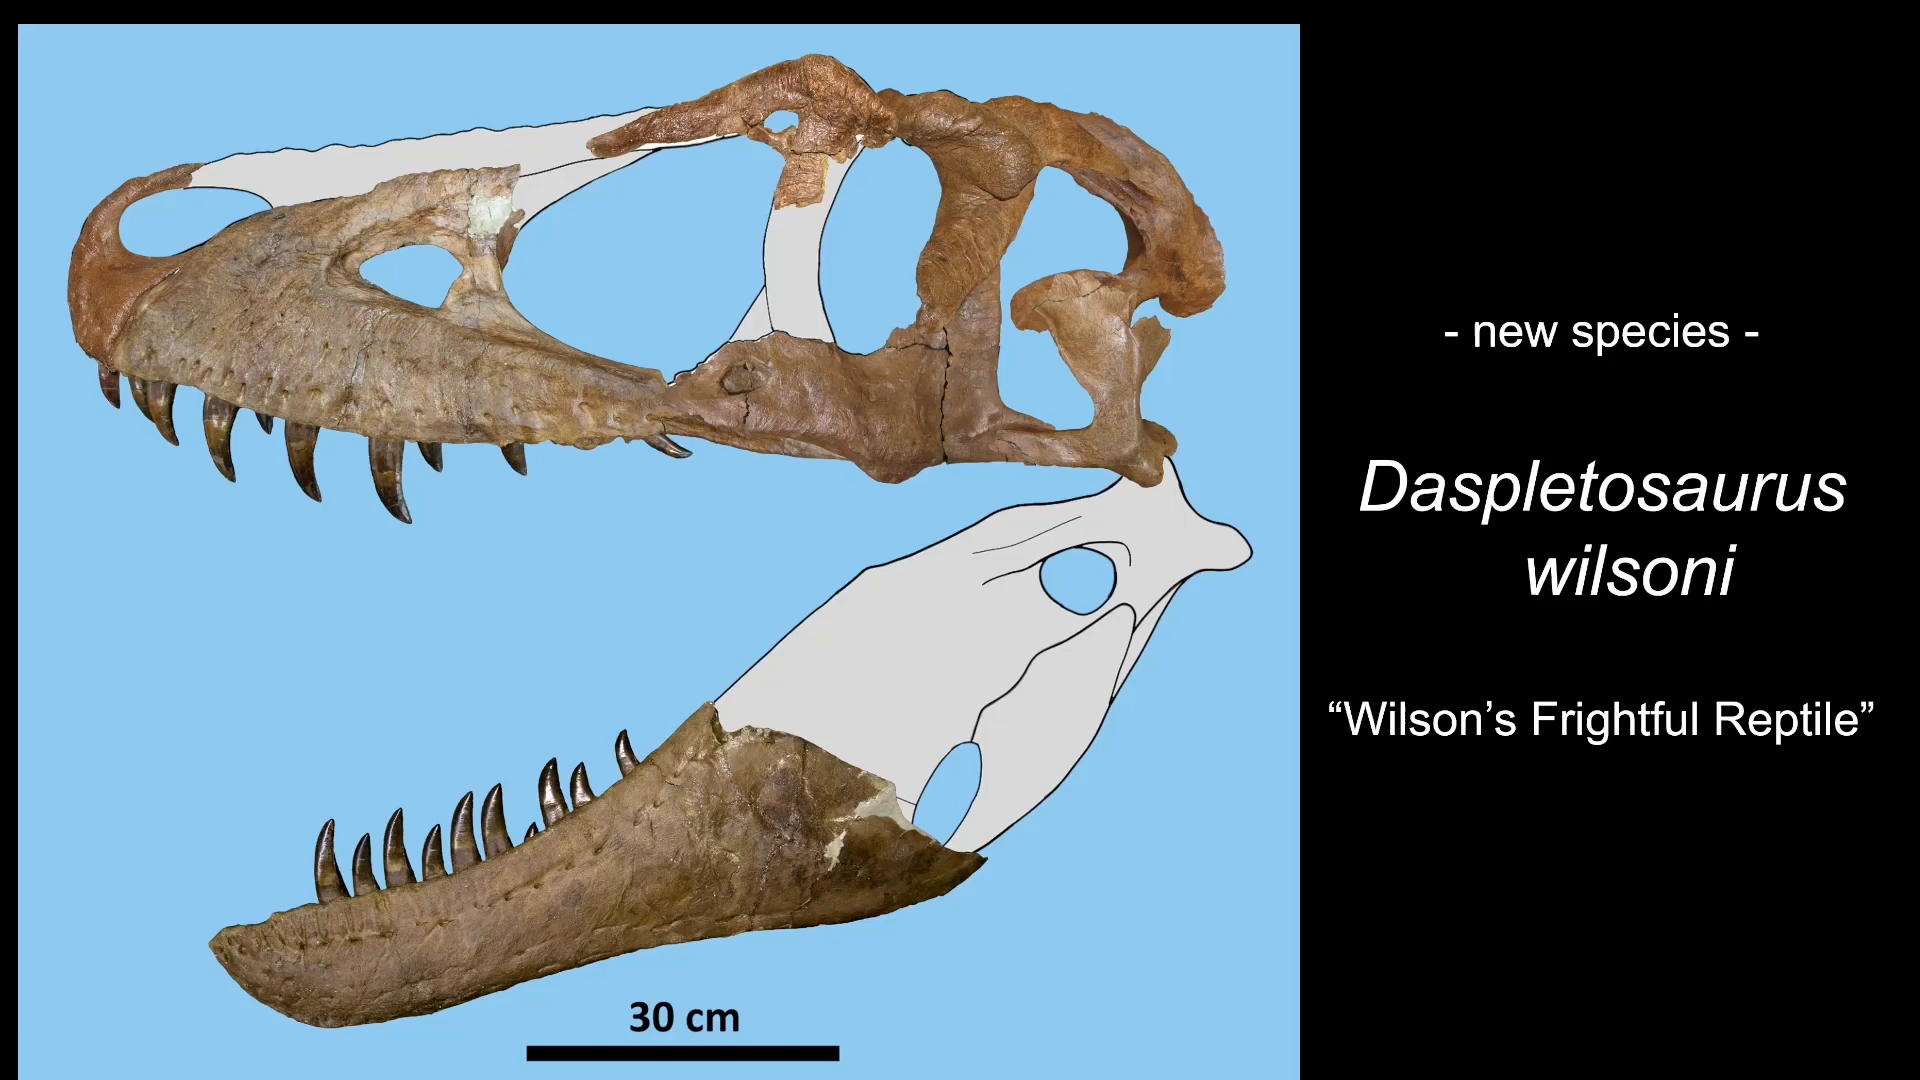 - new species -
Daspletosaurus
wilsoni
“Wilson’s Frightful Reptile”
30 cm